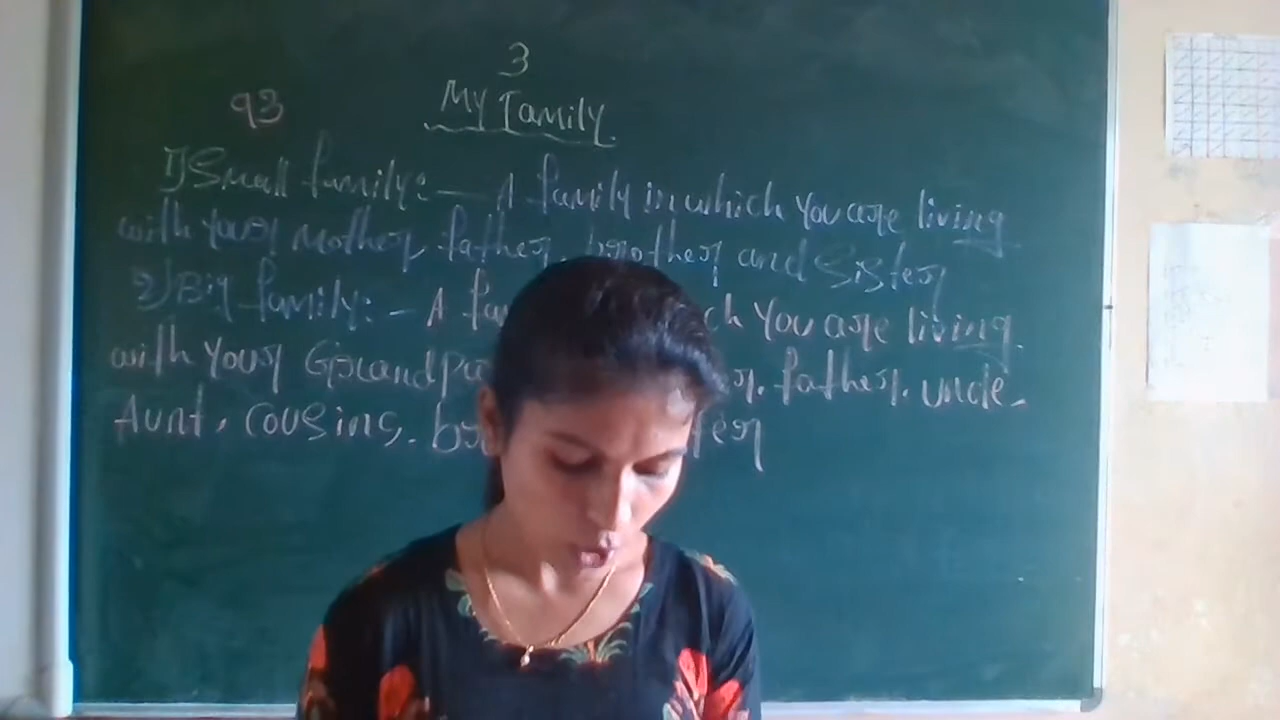 3
93
My Family
1) Small family:- A family in which you are living
with your Mother, father, brother and Sister
2) Big family:- A ch You are living
with Your father, uncle,
Aunt, Cousins,